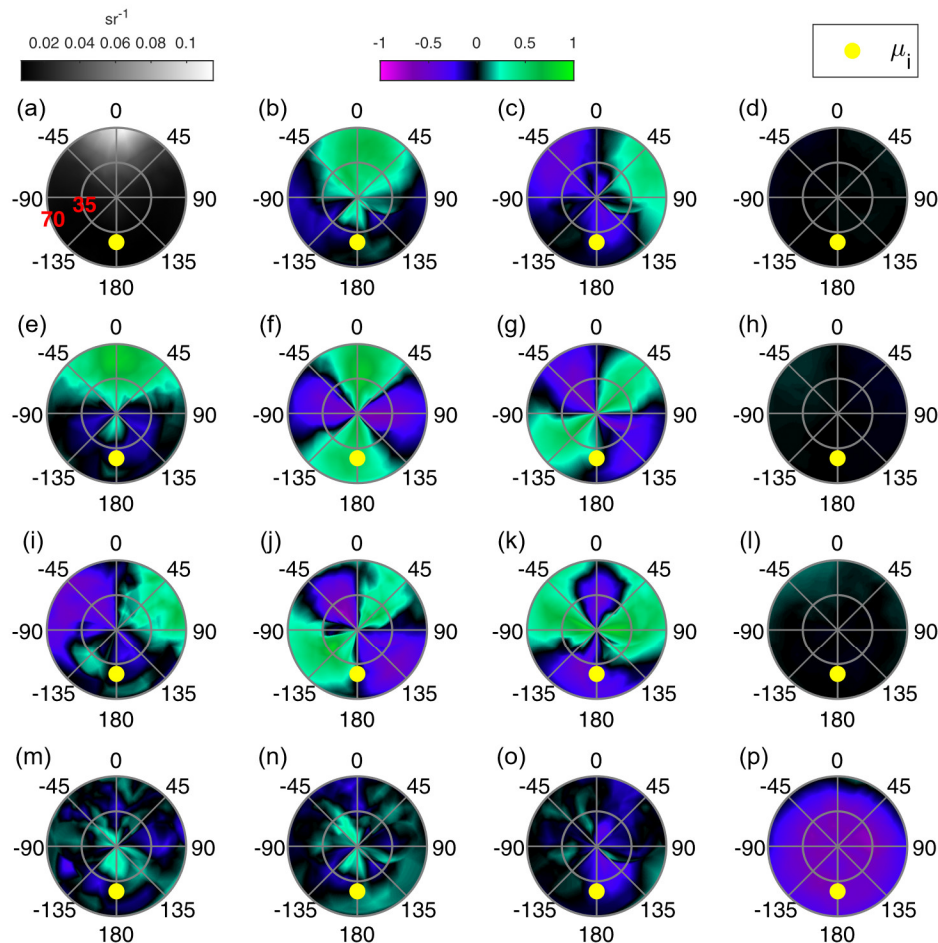 sr-1
0.02 0.04 0.06 0.08 0.1
-1 -0.5 0 0.5 1
μi
(a) 0 (b) 0 (c) 0 (d) 0
-45 45 -45 45 -45 45 -45 45
-90 35 90 -90 90 -90 90 -90 90
70
-135 135 -135 135 -135 135 -135 135
180 180 180 180
(e) 0 (f) 0 (g) 0 (h) 0
-45 45 -45 45 -45 45 -45 45
-90 90 -90 90 -90 90 -90 90
-135 135 -135 135 -135 135 -135 135
180 180 180 180
(i) 0 (j) 0 (k) 0 (l) 0
-45 45 -45 45 -45 45 -45 45
-90 90 -90 90 -90 90 -90 90
-135 135 -135 135 -135 135 -135 135
180 180 180 180
(m) 0 (n) 0 (o) 0 (p) 0
-45 45 -45 45 -45 45 -45 45
-90 90 -90 90 -90 90 -90 90
-135 135 -135 135 -135 135 -135 135
180 180 180 180